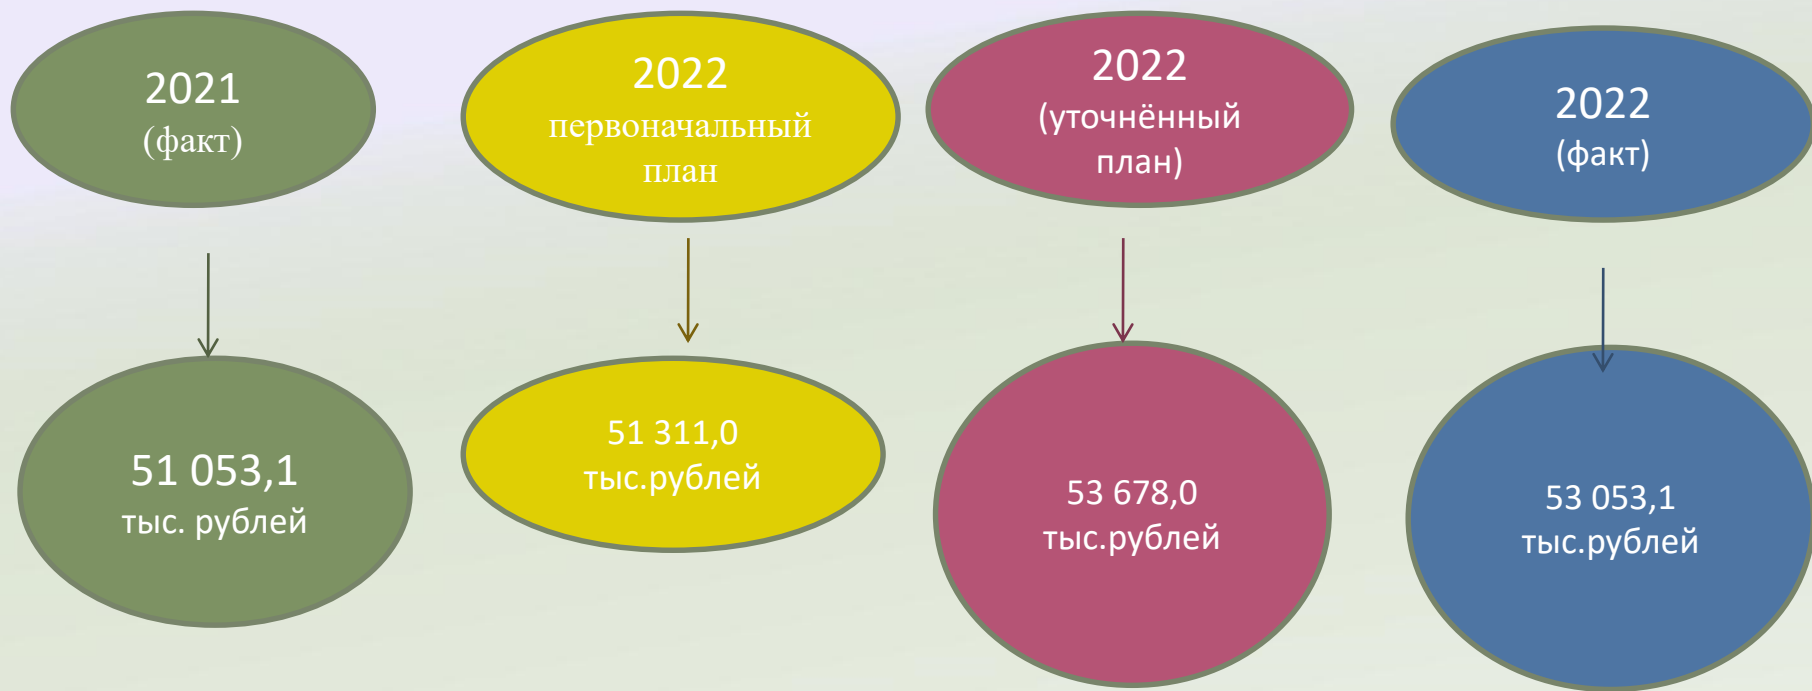 2021
(факт)
2022
первоначальный
план
2022
(уточнённый
план)
2022
(факт)
51 053,1
тыс. рублей
51 311,0
тыс.рублей
53 678,0
тыс.рублей
53 053,1
тыс.рублей